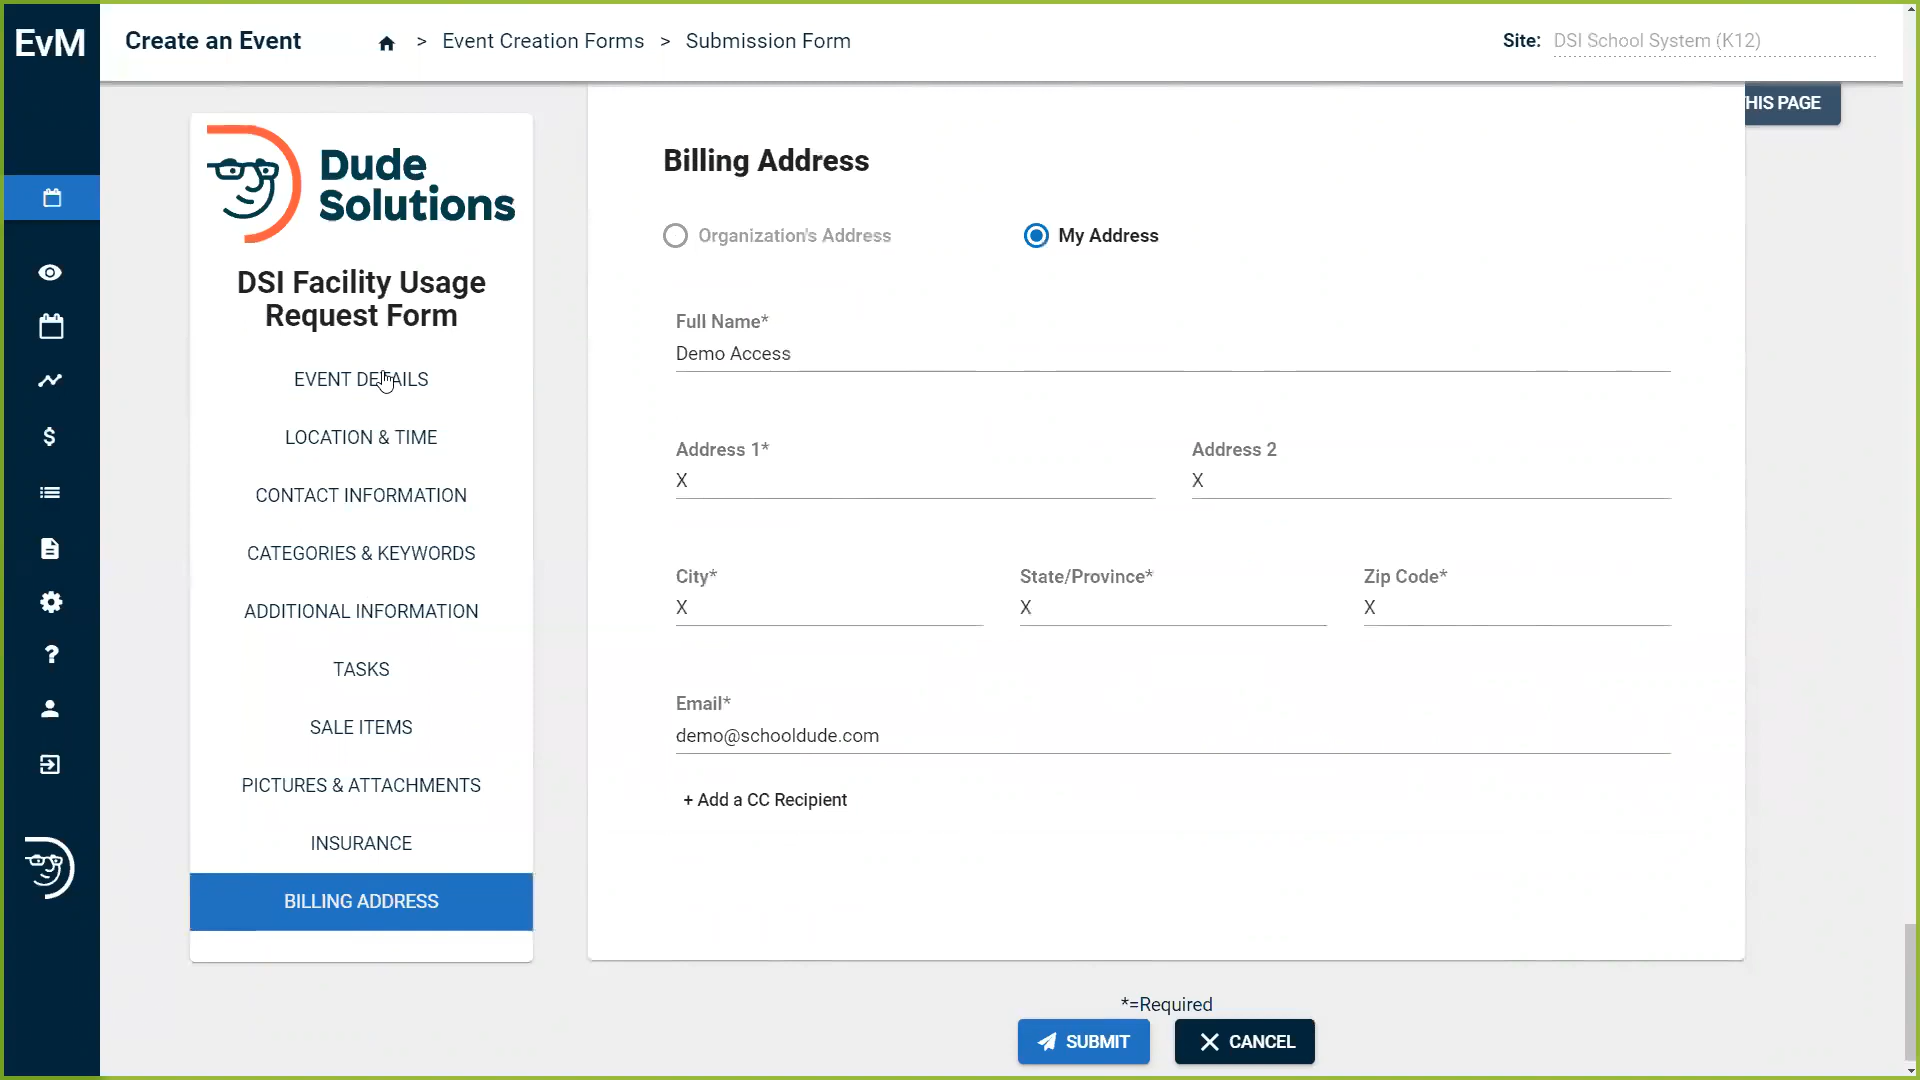 EvM
Create an Event
> Event Creation Forms > Submission Form
Site: DSI School System (K12)
HIS PAGE
Dude
Solutions
DSI Facility Usage
Request Form
EVENT DETAILS
LOCATION & TIME
CONTACT INFORMATION
CATEGORIES & KEYWORDS
ADDITIONAL INFORMATION
TASKS
SALE ITEMS
PICTURES & ATTACHMENTS
INSURANCE
BILLING ADDRESS
Billing Address
Organization's Address
My Address
Full Name*
Demo Access
Address 1*
X
Address 2
X
City*
X
State/Province*
X
Zip Code*
X
Email*
demo@schooldude.com
+ Add a CC Recipient
*=Required
SUBMIT
CANCEL